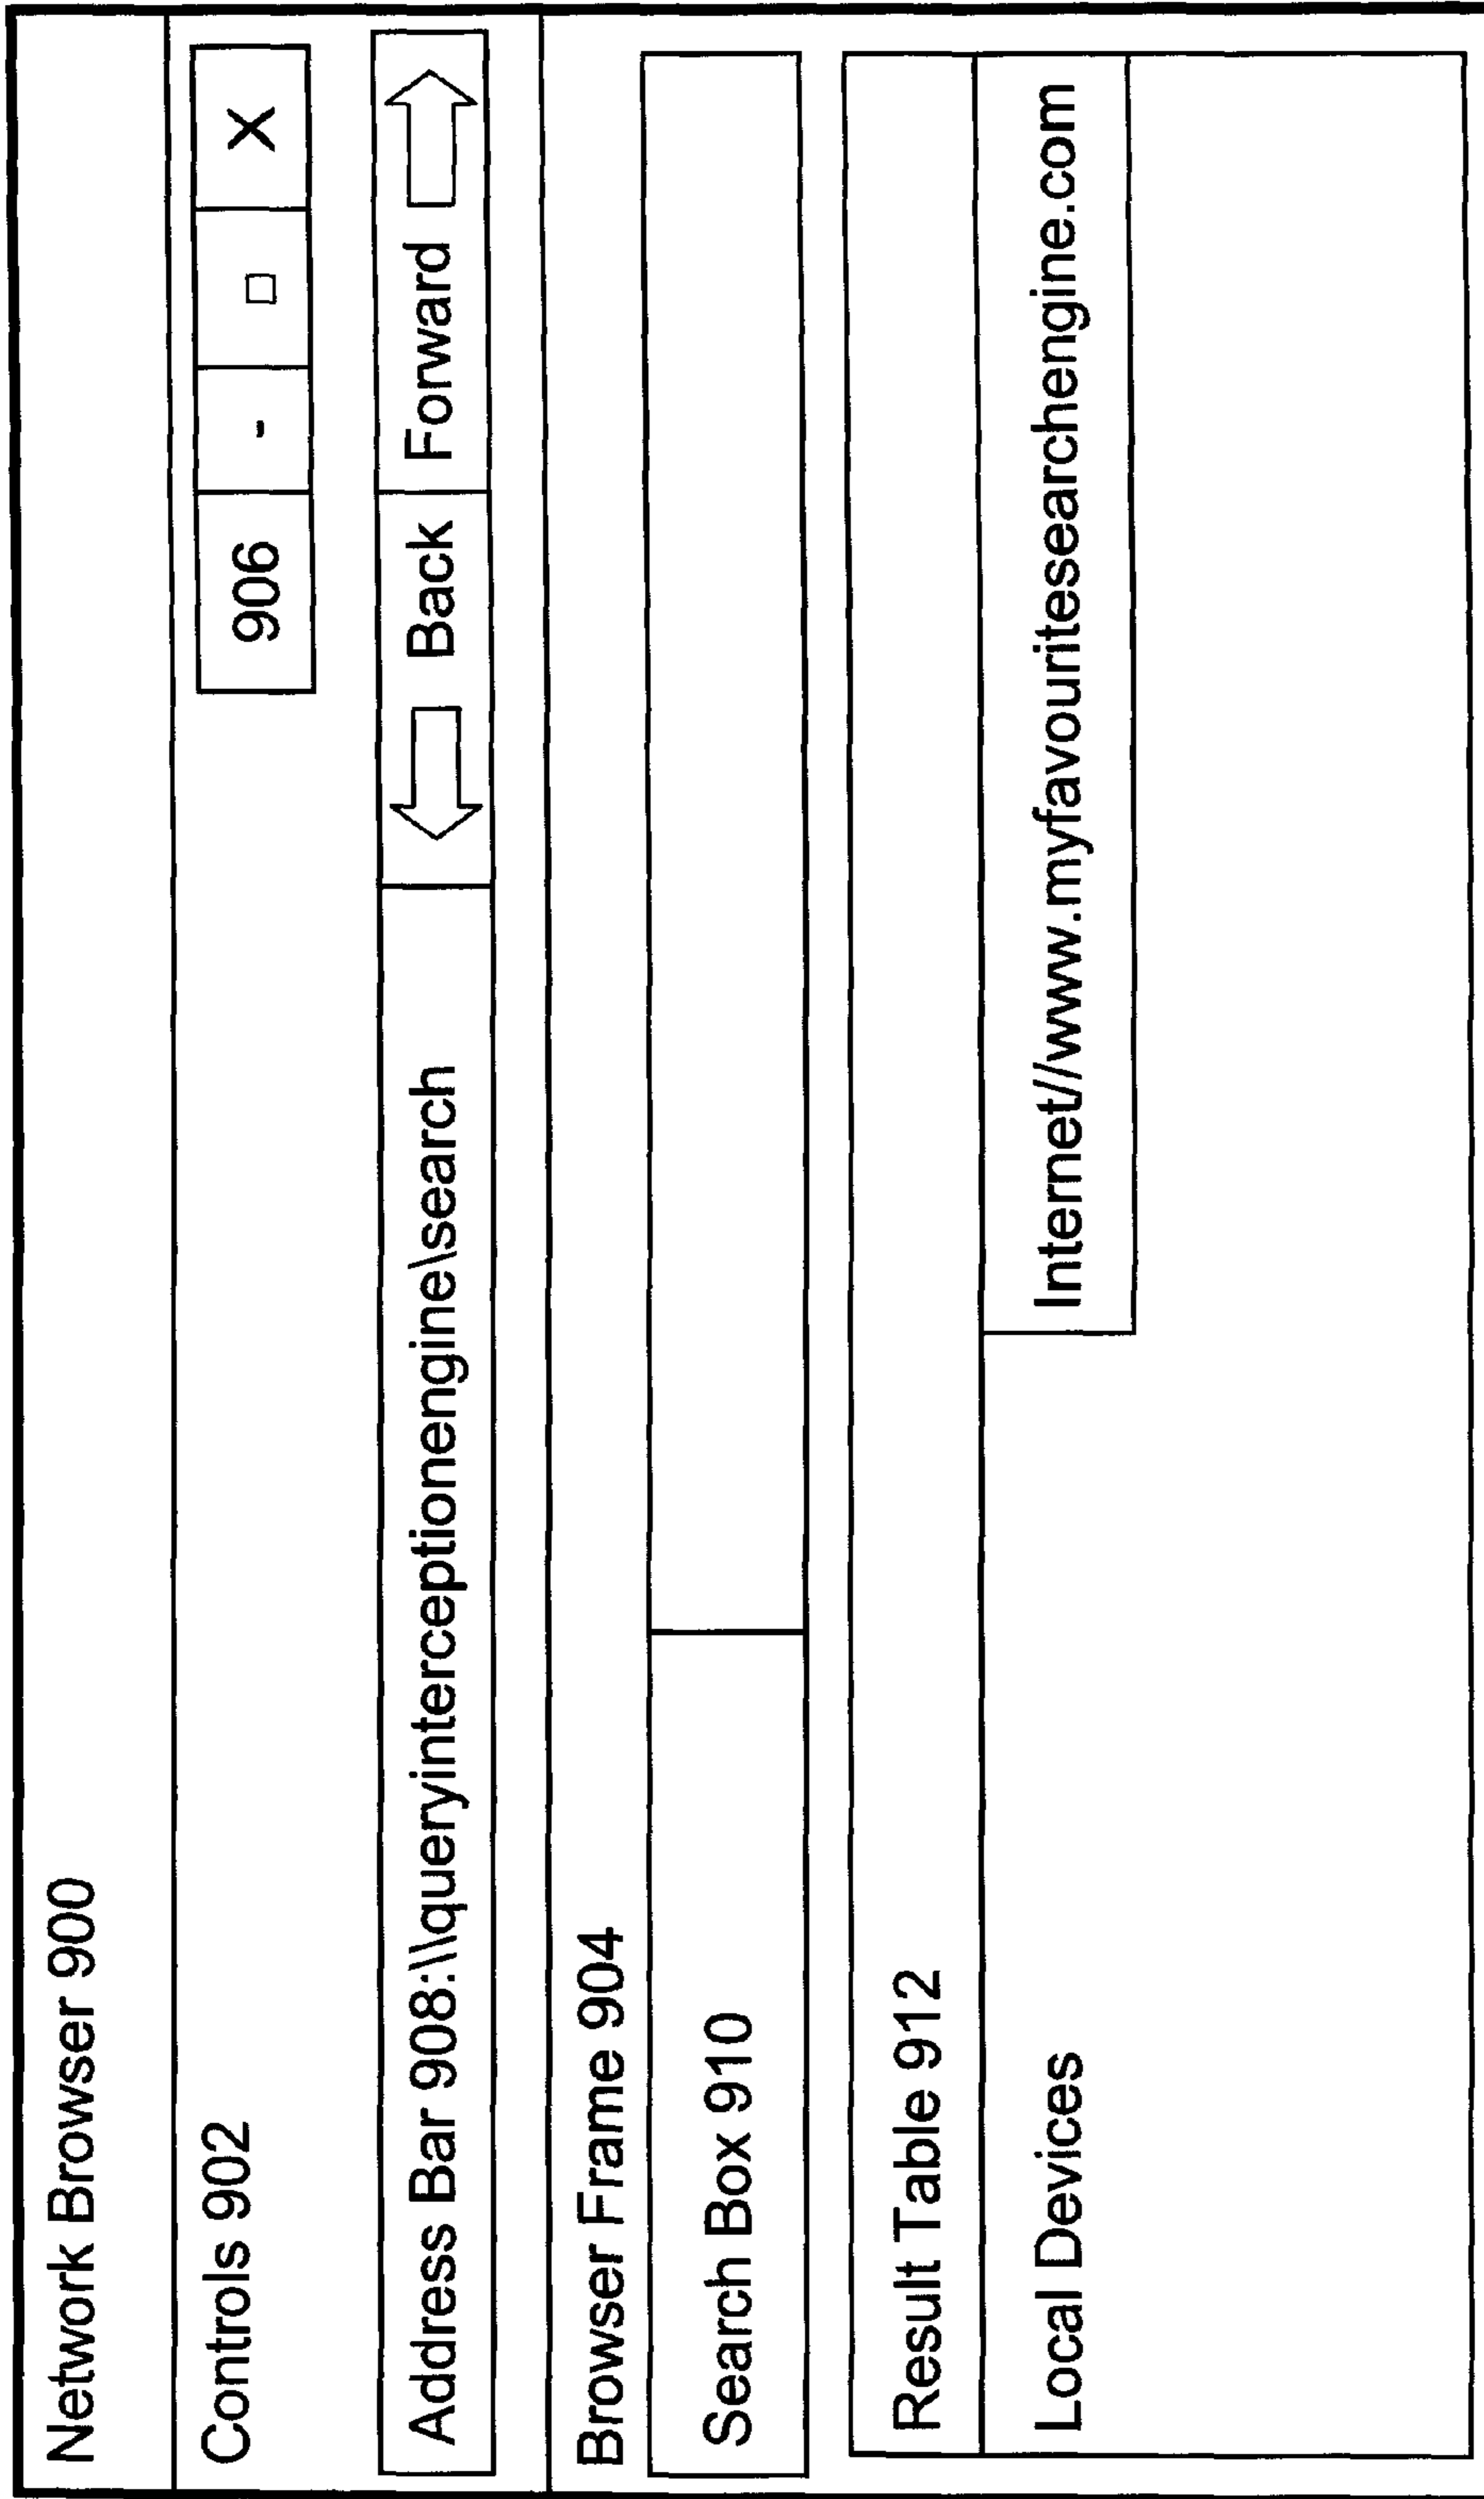 Network Browser 900
Controls 902
906 - □ X
Address Bar 908:\\queryinterceptionengine\search Back Forward
Browser Frame 904
Search Box 910
Result Table 912
Local Devices Internet//www.myfavouritesearchengine.com